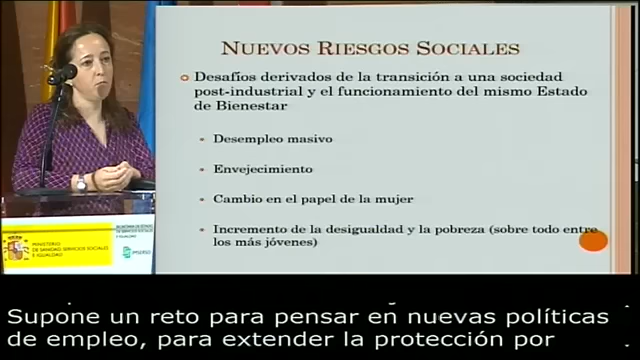 NUEVOS RIESGOS SOCIALES
Desafíos derivados de la transición a una sociedad
post-industrial y el funcionamiento del mismo Estado
de Bienestar
Desempleo masivo
Envejecimiento
Cambio en el papel de la mujer
Incremento de la desigualdad y la pobreza (sobre todo entre
los más jóvenes)
MINISTERIO
DE SANIDAD, SERVICIOS SOCIALES
E IGUALDAD
IMSERSO
Supone un reto para pensar en nuevas políticas
de empleo, para extender la protección por